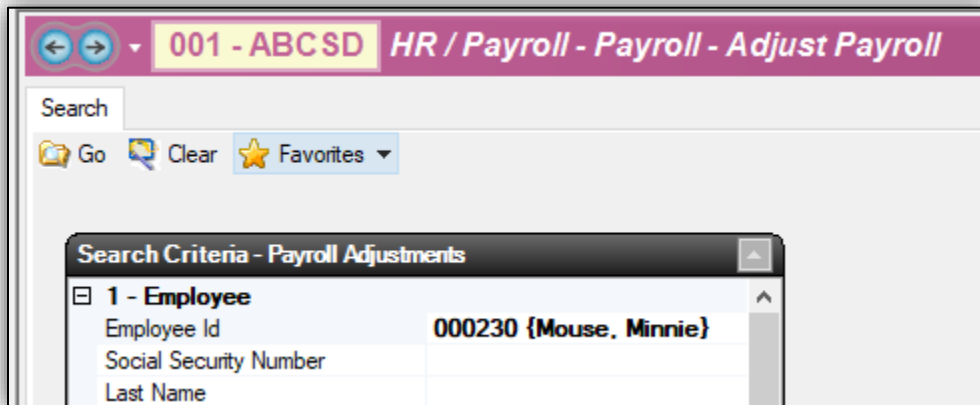 001 - ABCSD HR / Payroll - Payroll - Adjust Payroll
Search
Go Clear Favorites
Search Criteria - Payroll Adjustments
1 - Employee
Employee Id 000230 {Mouse, Minnie}
Social Security Number
Last Name